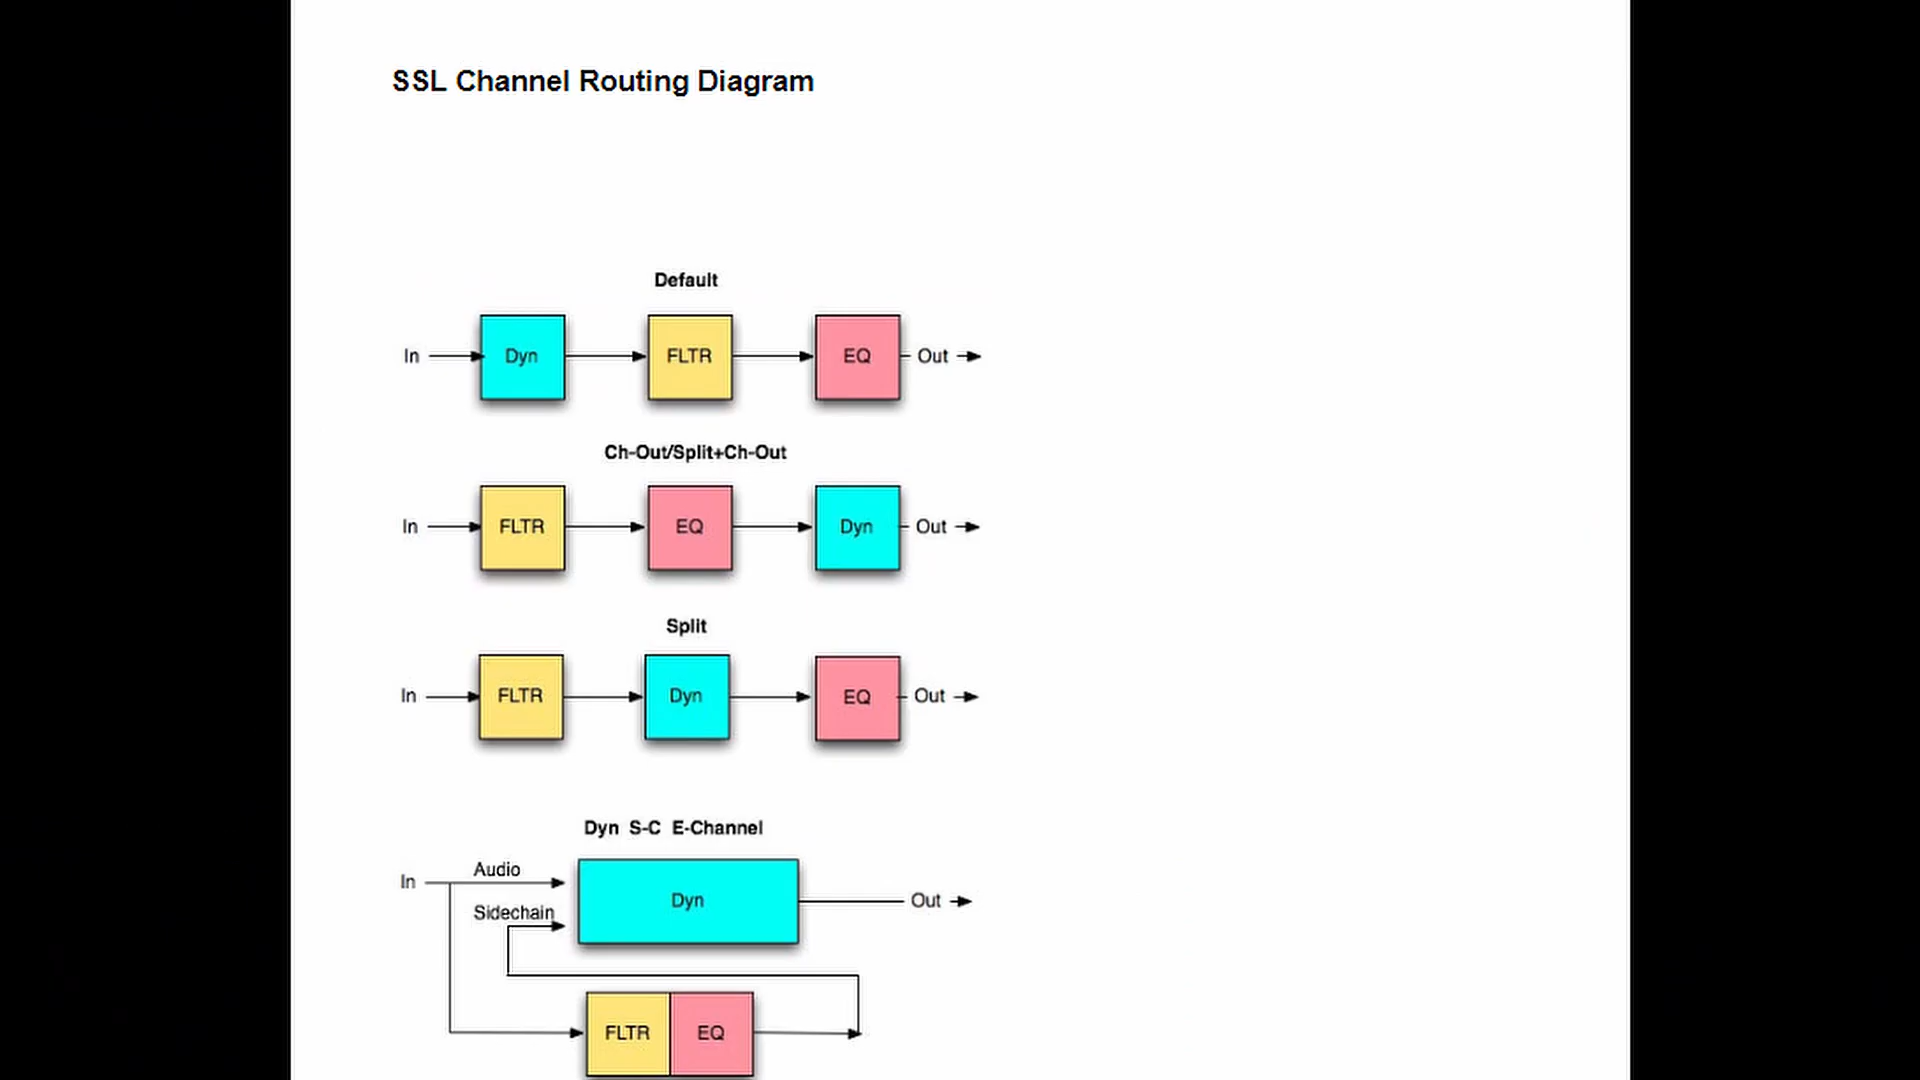 SSL Channel Routing Diagram
Default
In Dyn FLTR EQ Out
Ch-Out/Split+Ch-Out
In FLTR EQ Dyn Out
Split
In FLTR Dyn EQ Out
Dyn S-C E-Channel
In Audio
Dyn Out
Sidechain
FLTR EQ